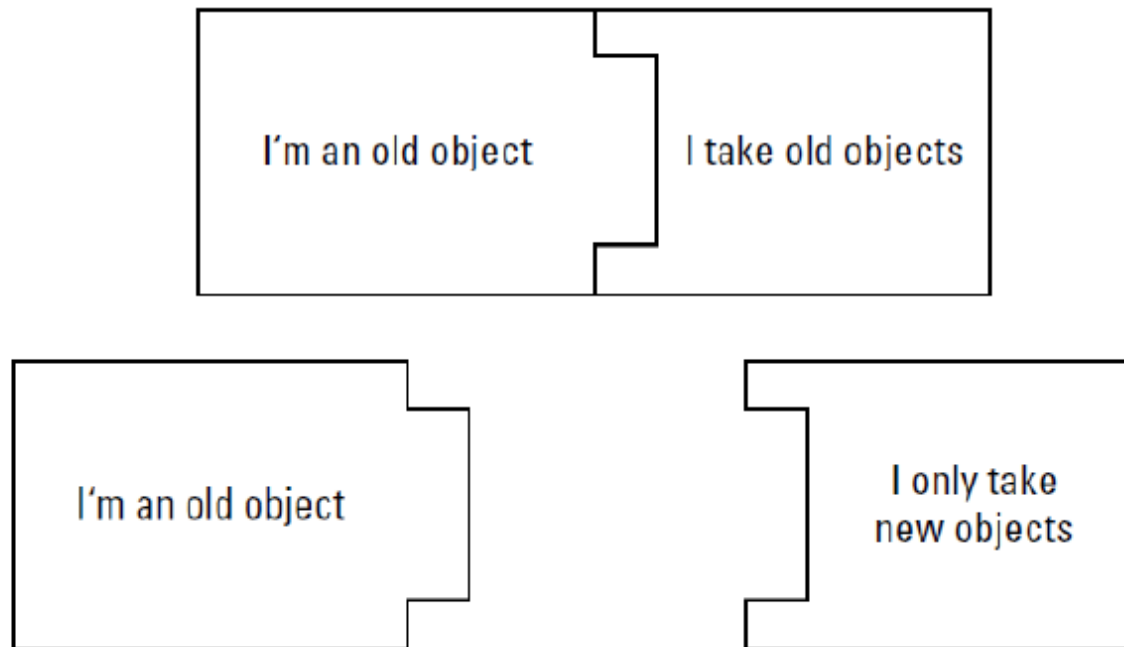 I‘m an old object
I take old objects
I‘m an old object
I only take
new objects